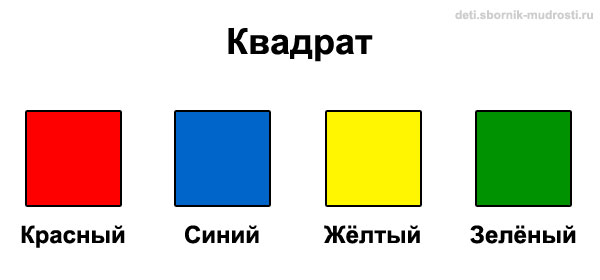 deti.sbornik-mudrosti.ru
Квадрат
Красный Синий Жёлтый Зелёный